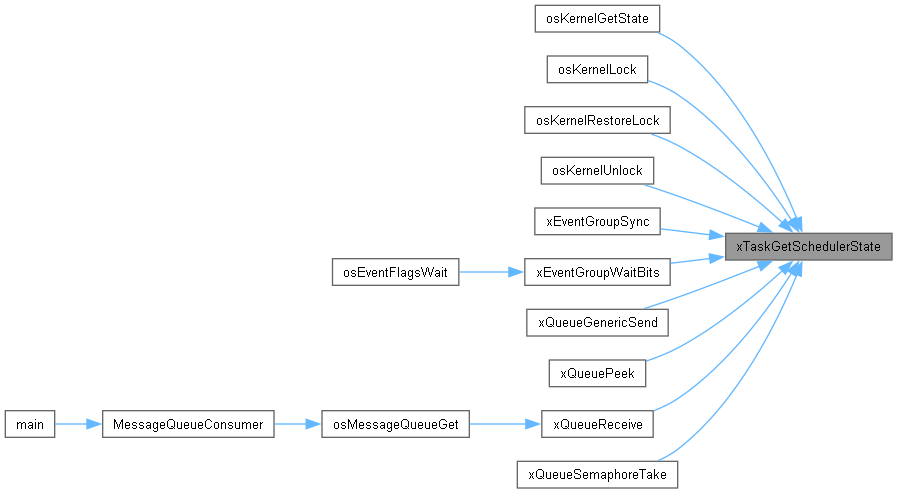 osKernelGetState
osKernelLock
osKernelRestoreLock
osKernelUnlock
xEventGroupSync
xTaskGetSchedulerState
osEventFlagsWait
xEventGroupWaitBits
xQueueGenericSend
xQueuePeek
main
MessageQueueConsumer
osMessageQueueGet
xQueueReceive
xQueueSemaphoreTake